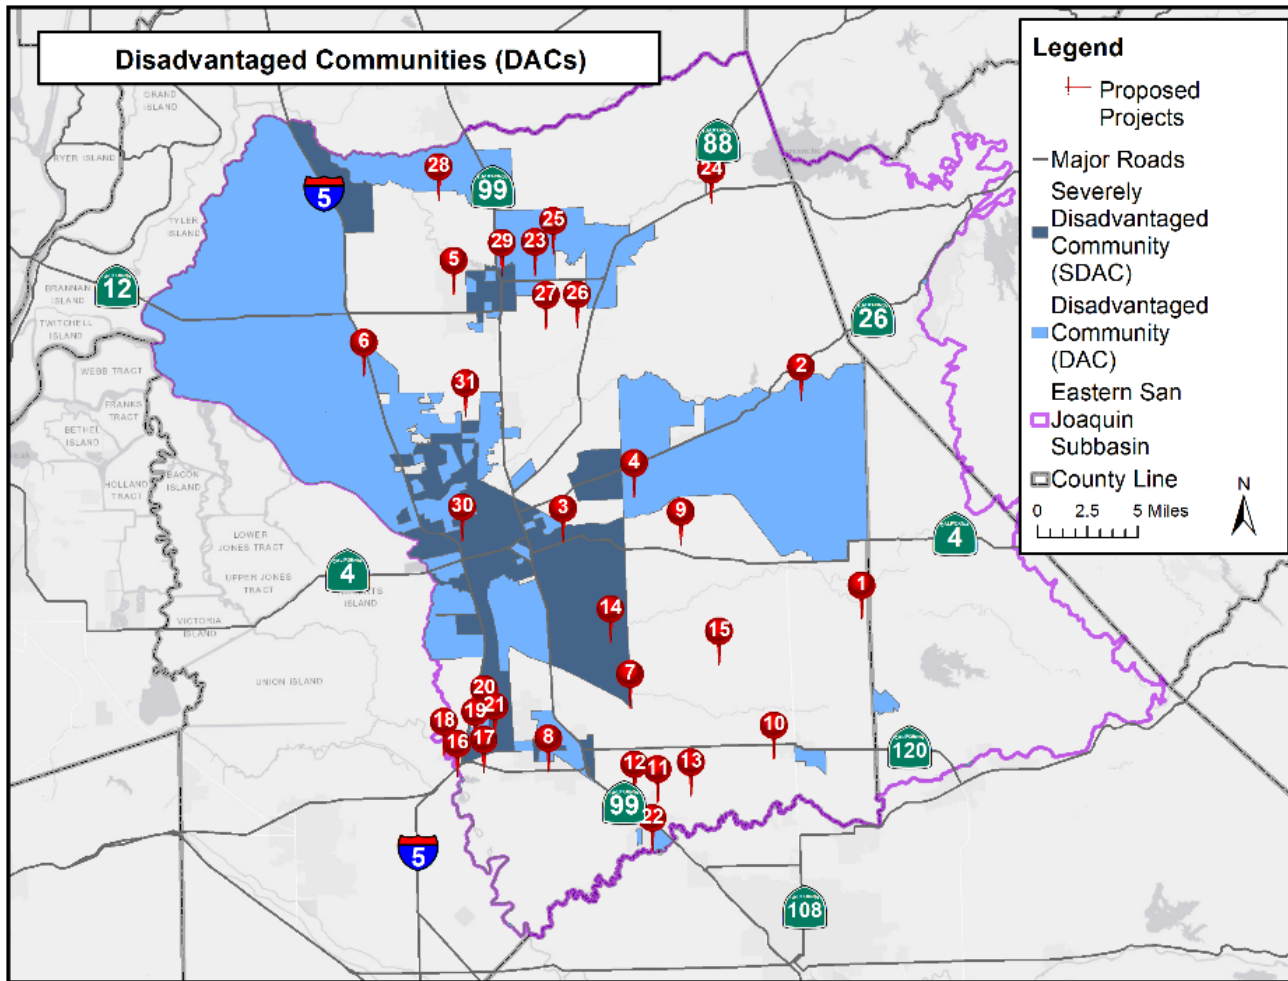 Disadvantaged Communities (DACs)
Legend
Proposed
Projects
Major Roads
Severely
Disadvantaged
Community
(SDAC)
Disadvantaged
Community
(DAC)
Eastern San
Joaquin
Subbasin
County Line
0 2.5 5 Miles
N
GRAND
ISLAND
RYER ISLAND
TYLER
ISLAND
BRANNAN
ISLAND
TWITCHELL
ISLAND
WEBB TRACT
FRANKS
TRACT
BETHEL
ISLAND
HOLLAND
TRACT
BACON
ISLAND
LOWER
JONES TRACT
UPPER JONES
TRACT
VICTORIA
ISLAND
ISLAND
UNION ISLAND
CALIFORNIA
88
24
28
5
99
25
29
23
5
12
27
26
26
6
2
31
4
30
3
9
4
4
1
14
15
7
20
19
21
18
16
17
8
10
120
12
11
13
99
22
5
108